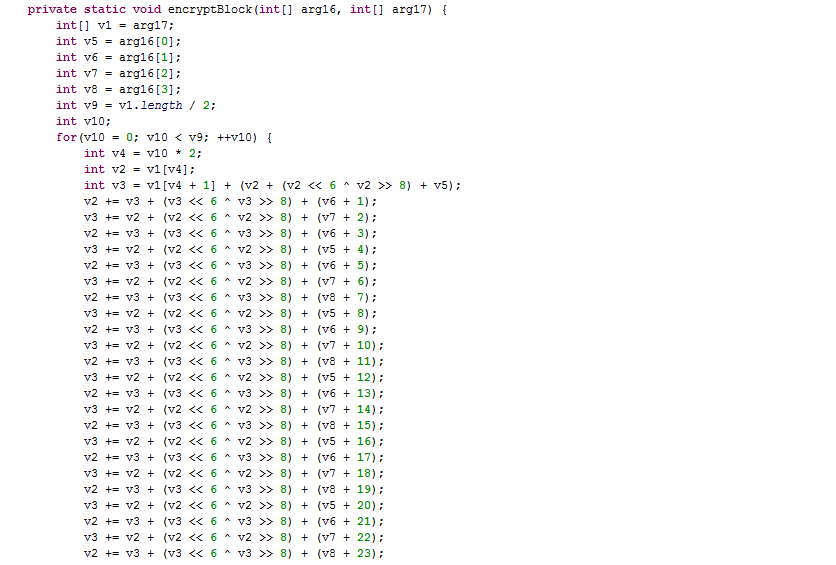 private static void encryptBlock(int[] arg16, int[] arg17) {
int[] v1 = arg17;
int v5 = arg16[0];
int v6 = arg16[1];
int v7 = arg16[2];
int v8 = arg16[3];
int v9 = v1.length / 2;
int v10;
for(v10 = 0; v10 < v9; ++v10) {
int v4 = v10 * 2;
int v2 = v1[v4];
int v3 = v1[v4 + 1] + (v2 + (v2 << 6 ^ v2 >> 8) + v5);
v2 += v3 + (v3 << 6 ^ v3 >> 8) + (v6 + 1);
v3 += v2 + (v2 << 6 ^ v2 >> 8) + (v7 + 2);
v2 += v3 + (v3 << 6 ^ v3 >> 8) + (v6 + 3);
v3 += v2 + (v2 << 6 ^ v2 >> 8) + (v5 + 4);
v2 += v3 + (v3 << 6 ^ v3 >> 8) + (v6 + 5);
v3 += v2 + (v2 << 6 ^ v2 >> 8) + (v7 + 6);
v2 += v3 + (v3 << 6 ^ v3 >> 8) + (v8 + 7);
v3 += v2 + (v2 << 6 ^ v2 >> 8) + (v5 + 8);
v2 += v3 + (v3 << 6 ^ v3 >> 8) + (v6 + 9);
v3 += v2 + (v2 << 6 ^ v2 >> 8) + (v7 + 10);
v2 += v3 + (v3 << 6 ^ v3 >> 8) + (v8 + 11);
v3 += v2 + (v2 << 6 ^ v2 >> 8) + (v5 + 12);
v2 += v3 + (v3 << 6 ^ v3 >> 8) + (v6 + 13);
v3 += v2 + (v2 << 6 ^ v2 >> 8) + (v7 + 14);
v2 += v3 + (v3 << 6 ^ v3 >> 8) + (v8 + 15);
v3 += v2 + (v2 << 6 ^ v2 >> 8) + (v5 + 16);
v2 += v3 + (v3 << 6 ^ v3 >> 8) + (v6 + 17);
v3 += v2 + (v2 << 6 ^ v2 >> 8) + (v7 + 18);
v2 += v3 + (v3 << 6 ^ v3 >> 8) + (v8 + 19);
v3 += v2 + (v2 << 6 ^ v2 >> 8) + (v5 + 20);
v2 += v3 + (v3 << 6 ^ v3 >> 8) + (v6 + 21);
v3 += v2 + (v2 << 6 ^ v2 >> 8) + (v7 + 22);
v2 += v3 + (v3 << 6 ^ v3 >> 8) + (v8 + 23);